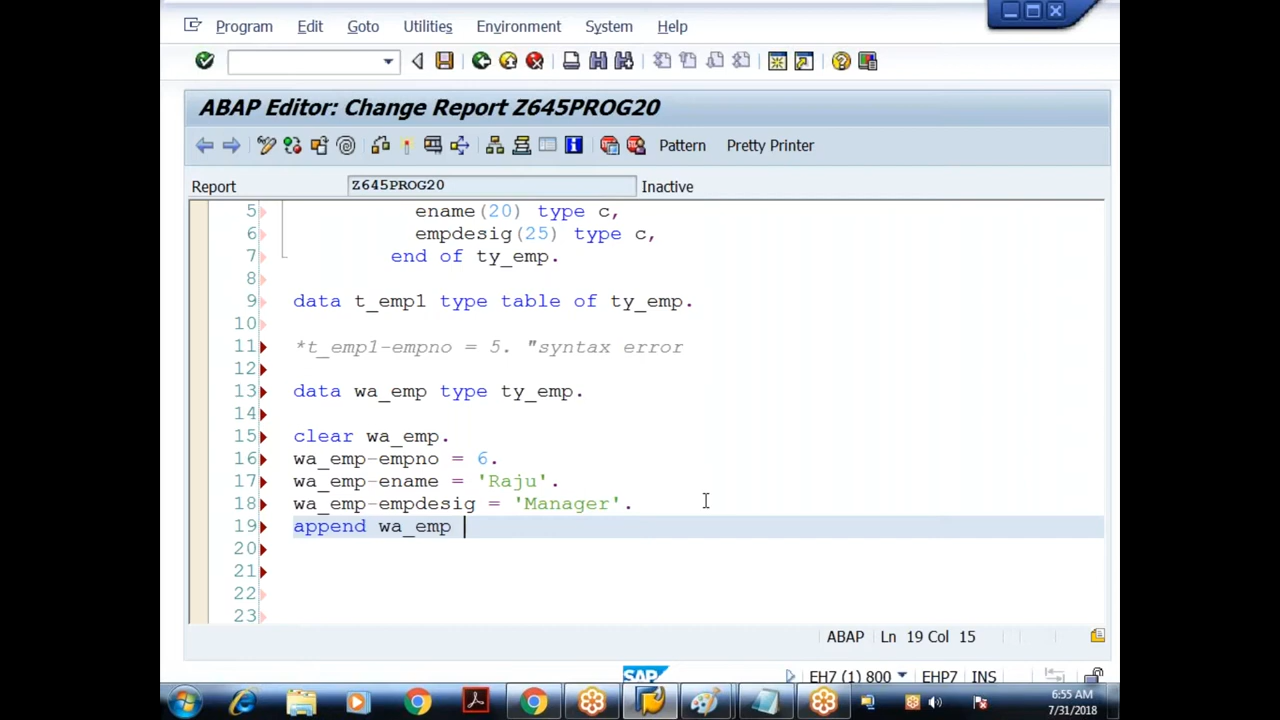 Program Edit Goto Utilities Environment System Help
ABAP Editor: Change Report Z645PROG20
Pattern Pretty Printer
Report Z645PROG20 Inactive
5 ename(20) type c,
6 empdesig(25) type c,
7 end of ty_emp.
8
9 data t_emp1 type table of ty_emp.
10
11 *t_emp1-empno = 5. "syntax error
12
13 data wa_emp type ty_emp.
14
15 clear wa_emp.
16 wa_emp-empno = 6.
17 wa_emp-ename = 'Raju'.
18 wa_emp-empdesig = 'Manager'.
19 append wa_emp
20
21
22
23
ABAP Ln 19 Col 15
SAP EH7 (1) 800 EHP7 INS
6:55 AM
7/31/2018